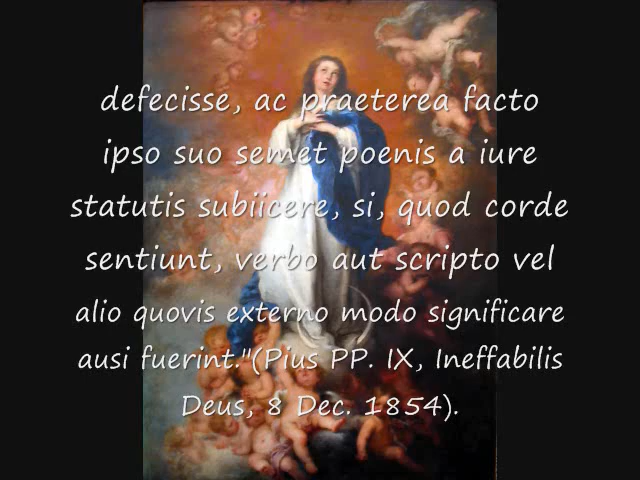 defecisse, ac praeterea facto
ipso suo semet poenis a iure
statutis subiicere, si, quod corde
sentiunt, verbo aut scripto vel
alio quovis externo modo significare
ausi fuerint."(Pius PP. IX, Ineffabilis
Deus, 8 Dec. 1854).